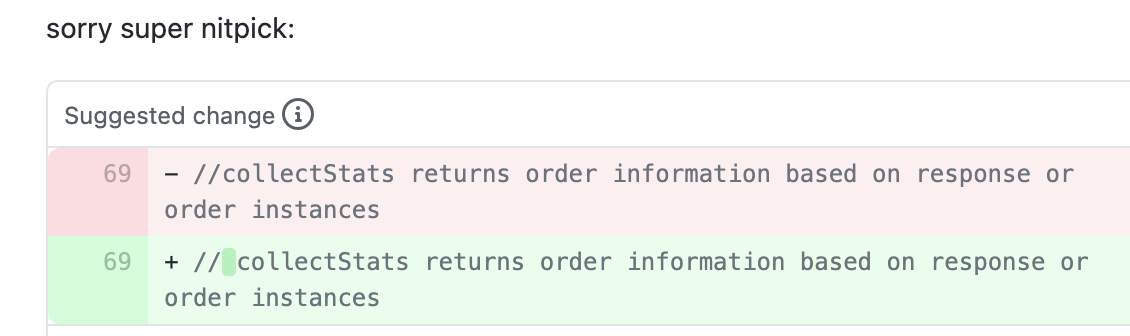 sorry super nitpick:
Suggested change
69 - //collectStats returns order information based on response or
order instances
69 + // collectStats returns order information based on response or
order instances